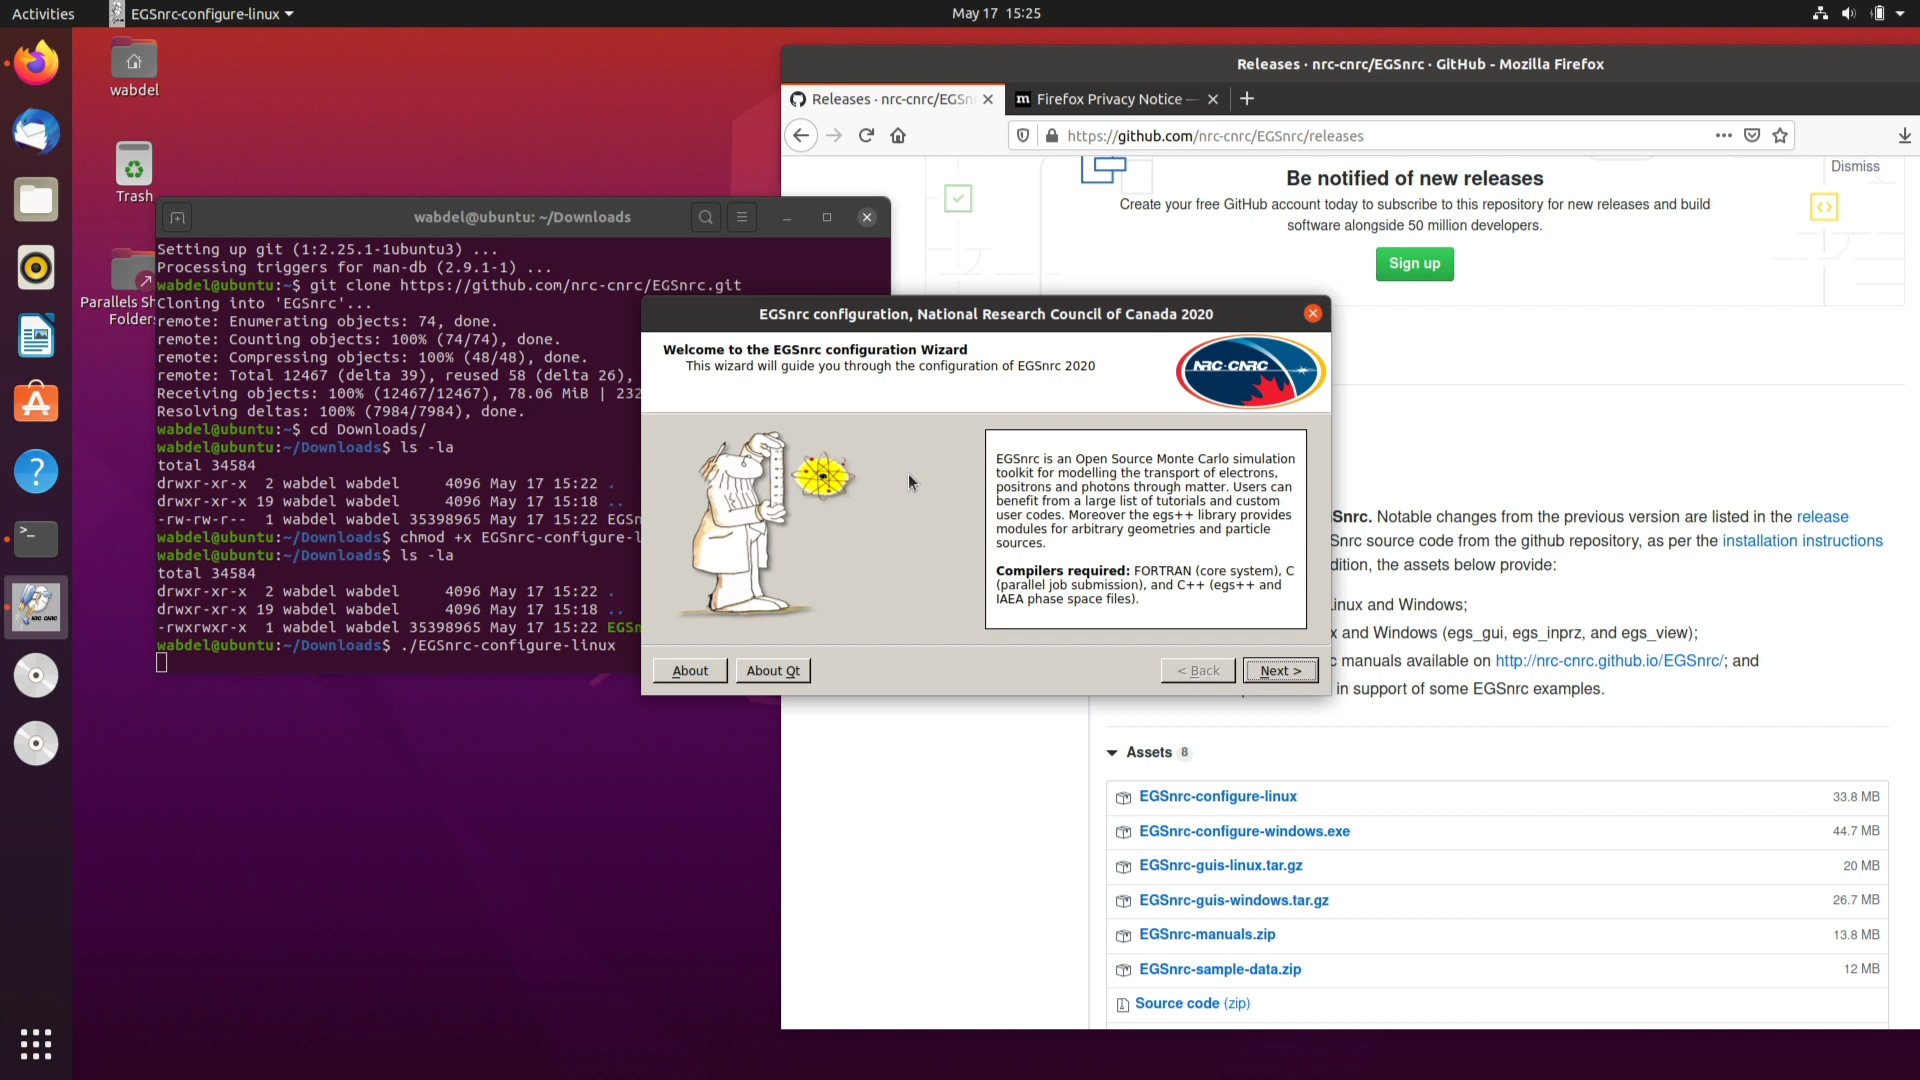 Activities
EGSnrc-configure-linux
May 17 15:25
wabdel
Trash
Parallels Sh
Folder
Releases · nrc-cnrc/EGSnrc · GitHub - Mozilla Firefox
Releases · nrc-cnrc/EGSn
Firefox Privacy Notice —
https://github.com/nrc-cnrc/EGSnrc/releases
Dismiss
Be notified of new releases
Create your free GitHub account today to subscribe to this repository for new releases and build
software alongside 50 million developers.
Sign up
wabdel@ubuntu: ~/Downloads
Setting up git (1:2.25.1-1ubuntu3) ...
Processing triggers for man-db (2.9.1-1) ...
wabdel@ubuntu:~$ git clone https://github.com/nrc-cnrc/EGSnrc.git
Cloning into 'EGSnrc'...
remote: Enumerating objects: 74, done.
remote: Counting objects: 100% (74/74), done.
remote: Compressing objects: 100% (48/48), done.
remote: Total 12467 (delta 39), reused 58 (delta 26),
Receiving objects: 100% (12467/12467), 78.06 MiB | 232
Resolving deltas: 100% (7984/7984), done.
wabdel@ubuntu:~$ cd Downloads/
wabdel@ubuntu:~/Downloads$ ls -la
total 34584
drwxr-xr-x  2 wabdel wabdel     4096 May 17 15:22 .
drwxr-xr-x 19 wabdel wabdel     4096 May 17 15:18 ..
-rw-rw-r--  1 wabdel wabdel 35398965 May 17 15:22 EGSn
wabdel@ubuntu:~/Downloads$ chmod +x EGSnrc-configure-l
wabdel@ubuntu:~/Downloads$ ls -la
total 34584
drwxr-xr-x  2 wabdel wabdel     4096 May 17 15:22 .
drwxr-xr-x 19 wabdel wabdel     4096 May 17 15:18 ..
-rwxrwxr-x  1 wabdel wabdel 35398965 May 17 15:22 EGSn
wabdel@ubuntu:~/Downloads$ ./EGSnrc-configure-linux
EGSnrc configuration, National Research Council of Canada 2020
Welcome to the EGSnrc configuration Wizard
This wizard will guide you through the configuration of EGSnrc 2020
NRC·CNRC
EGSnrc is an Open Source Monte Carlo simulation
toolkit for modelling the transport of electrons,
positrons and photons through matter. Users can
benefit from a large list of tutorials and custom
user codes. Moreover the egs++ library provides
modules for arbitrary geometries and particle
sources.
Compilers required: FORTRAN (core system), C
(parallel job submission), and C++ (egs++ and
IAEA phase space files).
About
About Qt
< Back
Next >
Snrc. Notable changes from the previous version are listed in the release
Snrc source code from the github repository, as per the installation instructions
dition, the assets below provide:
inux and Windows;
x and Windows (egs_gui, egs_inprz, and egs_view);
c manuals available on http://nrc-cnrc.github.io/EGSnrc/; and
in support of some EGSnrc examples.
Assets 8
EGSnrc-configure-linux 33.8 MB
EGSnrc-configure-windows.exe 44.7 MB
EGSnrc-guis-linux.tar.gz 20 MB
EGSnrc-guis-windows.tar.gz 26.7 MB
EGSnrc-manuals.zip 13.8 MB
EGSnrc-sample-data.zip 12 MB
Source code (zip)
NRC·CNRC